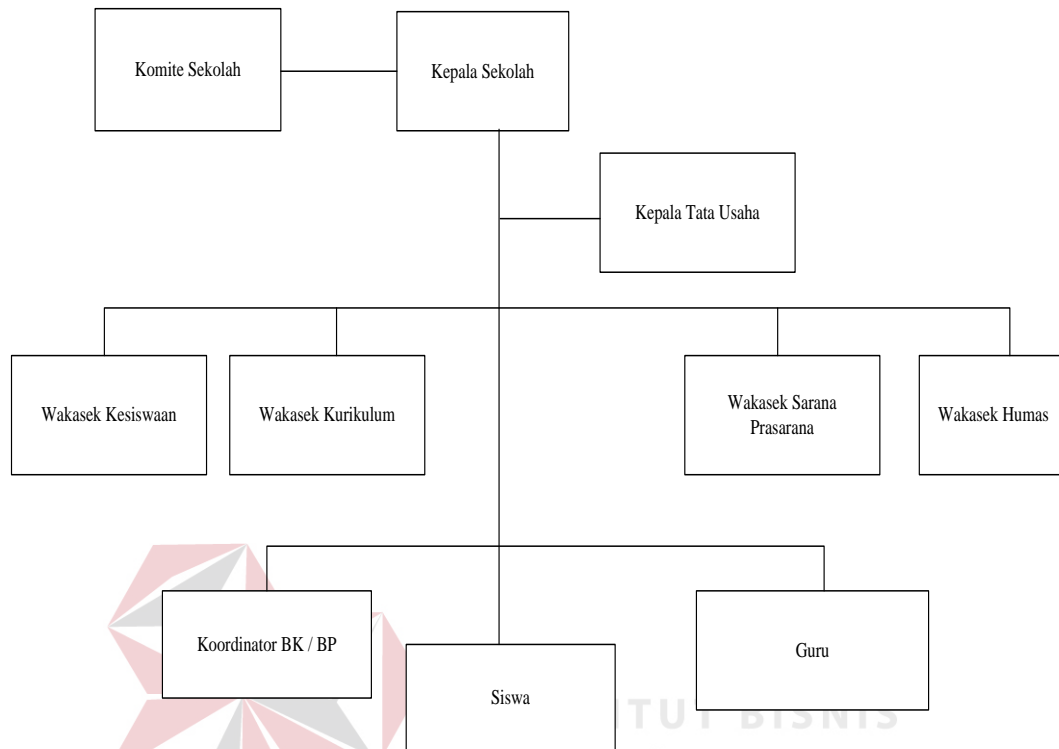 Komite Sekolah
Kepala Sekolah
Kepala Tata Usaha
Wakasek Kesiswaan
Wakasek Kurikulum
Wakasek Sarana
Prasarana
Wakasek Humas
Koordinator BK / BP
Guru
Siswa
BISNIS